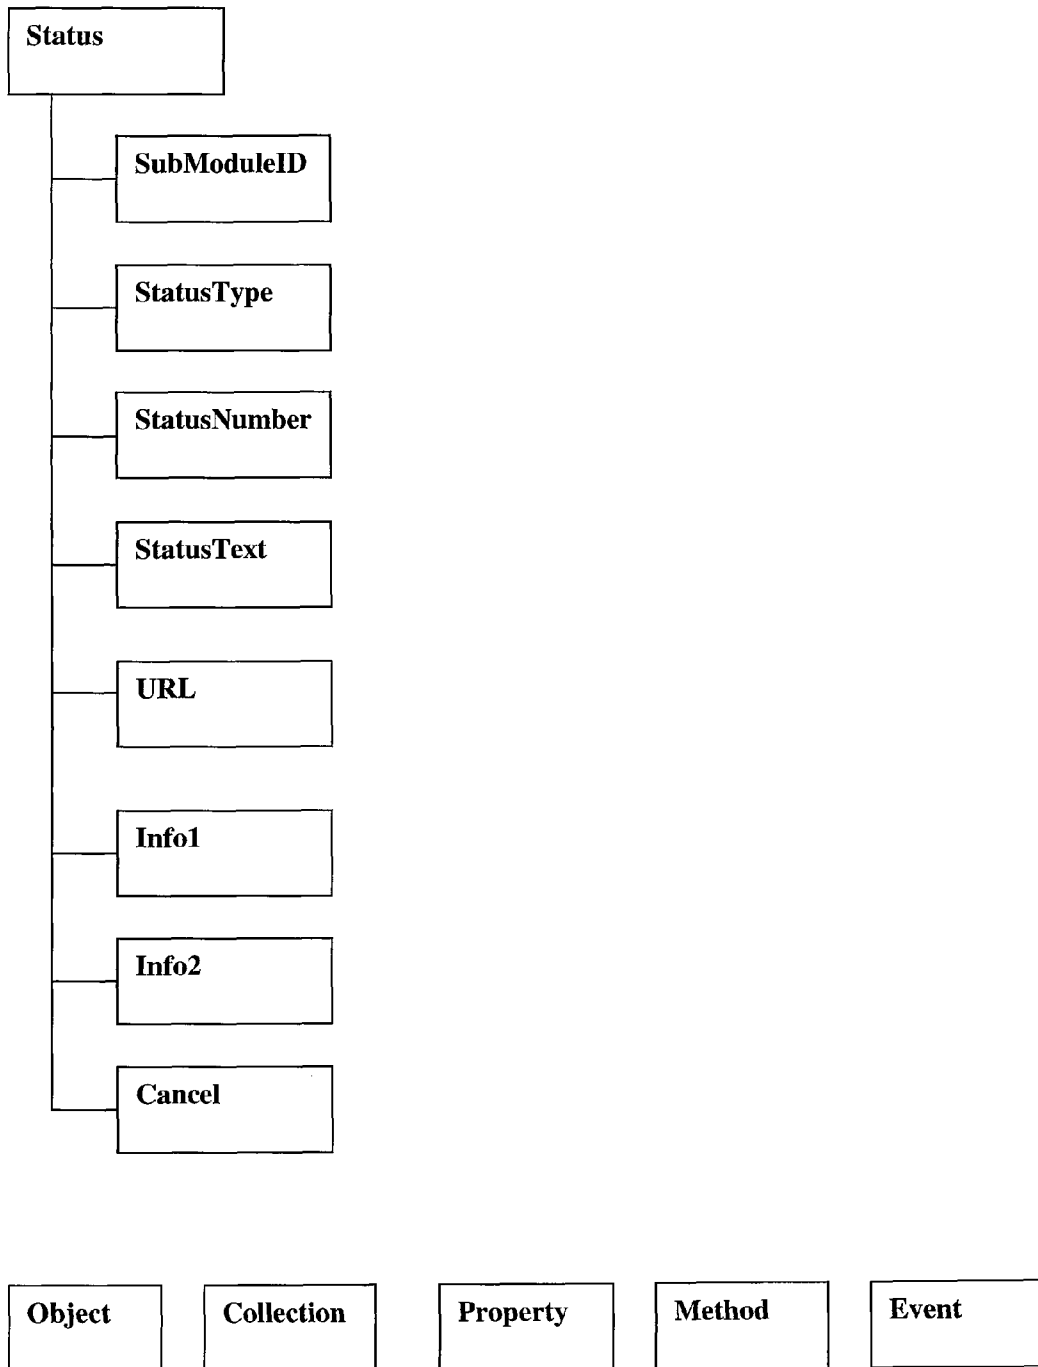 Status
SubModuleID
StatusType
StatusNumber
StatusText
URL
Info1
Info2
Cancel
Object Collection Property Method Event